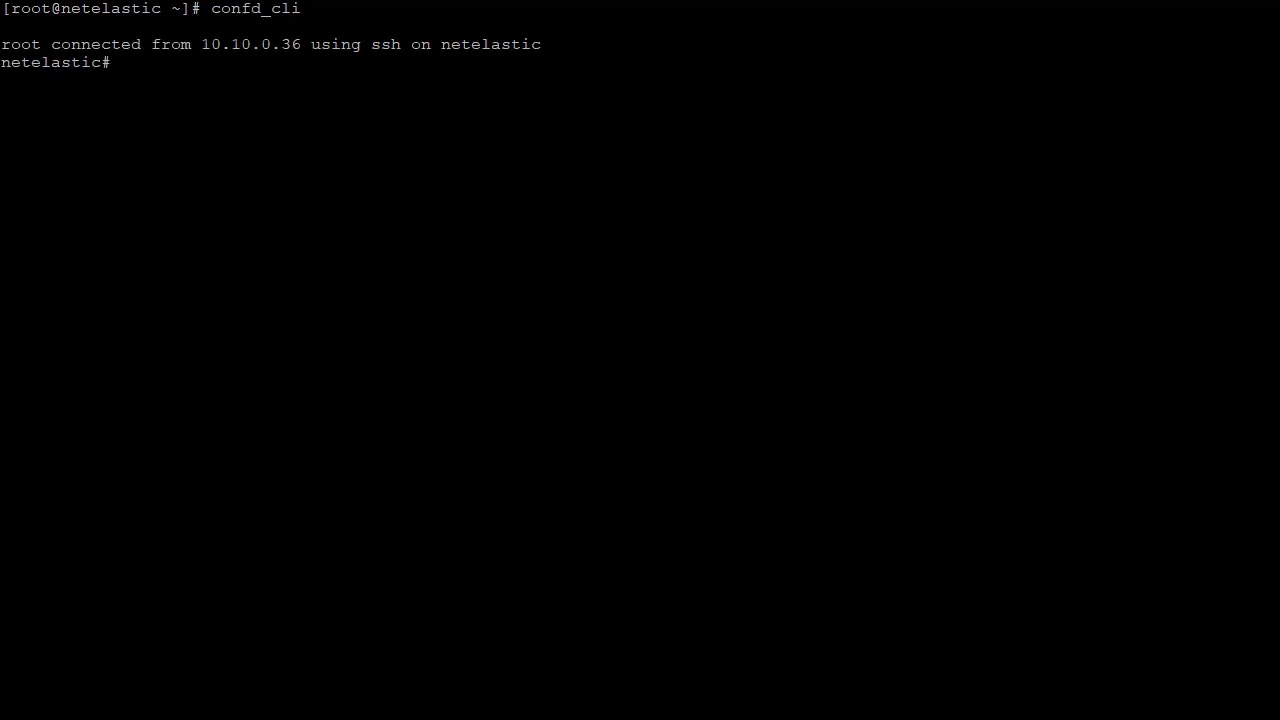 [root@netelastic ~]# confd_cli
root connected from 10.10.0.36 using ssh on netelastic
netelastic#